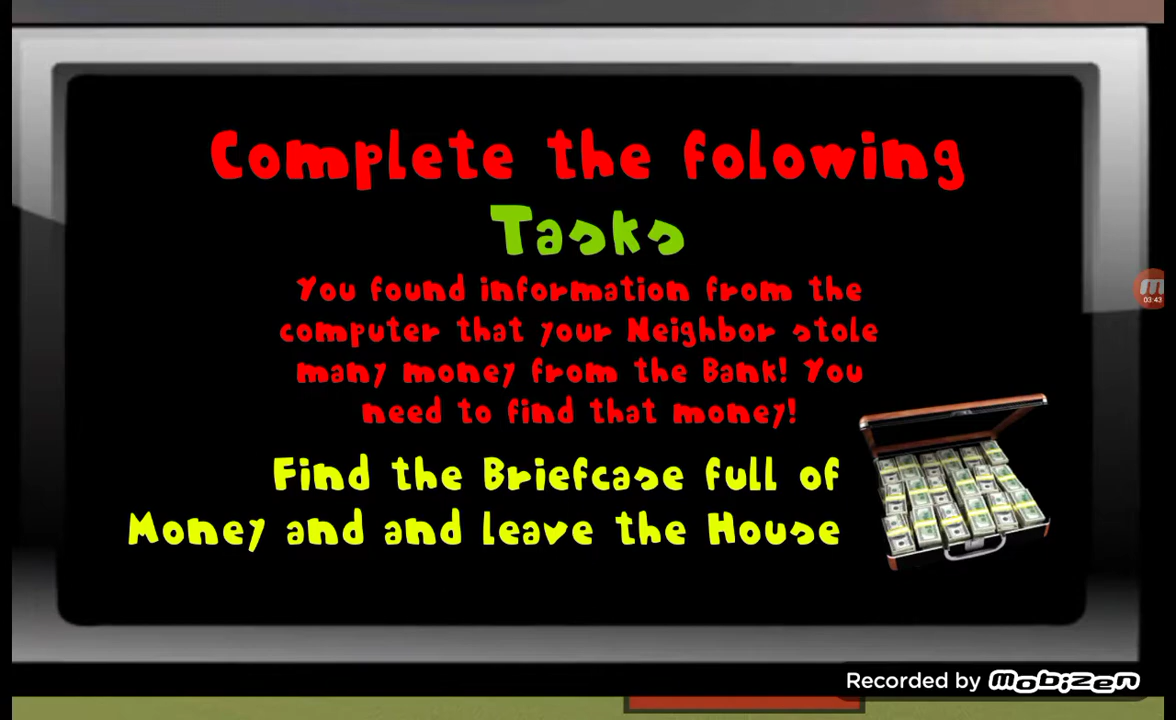 Complete the folowing
Tasks
You found information from the
computer that your Neighbor stole
many money from the Bank! You
need to find that money!
Find the Briefcase full of
Money and and leave the House
M
03:43
Recorded by mobizen